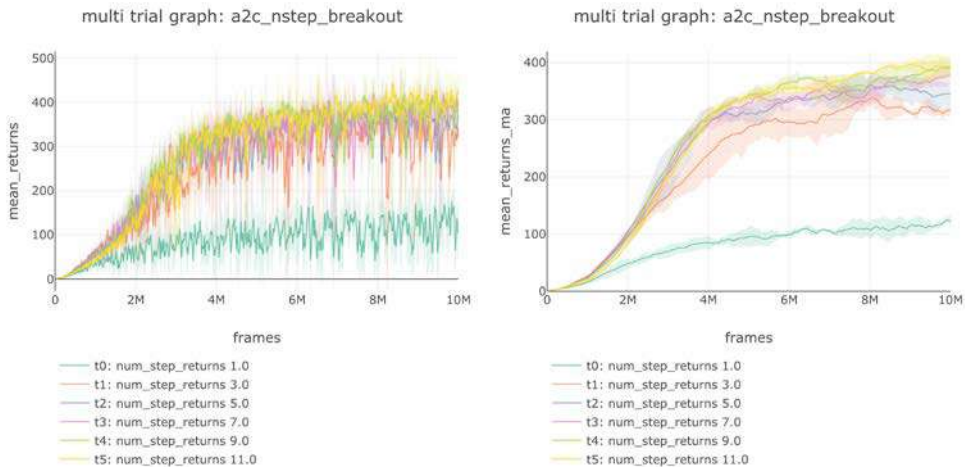 multi trial graph: a2c_nstep_breakout
500
400
300
200
100
0
mean_returns
0
2M
4M
6M
8M
10M
frames
t0: num_step_returns 1.0
t1: num_step_returns 3.0
t2: num_step_returns 5.0
t3: num_step_returns 7.0
t4: num_step_returns 9.0
t5: num_step_returns 11.0
multi trial graph: a2c_nstep_breakout
400
300
200
100
0
mean_returns_ma
0
2M
4M
6M
8M
10M
frames
t0: num_step_returns 1.0
t1: num_step_returns 3.0
t2: num_step_returns 5.0
t3: num_step_returns 7.0
t4: num_step_returns 9.0
t5: num_step_returns 11.0